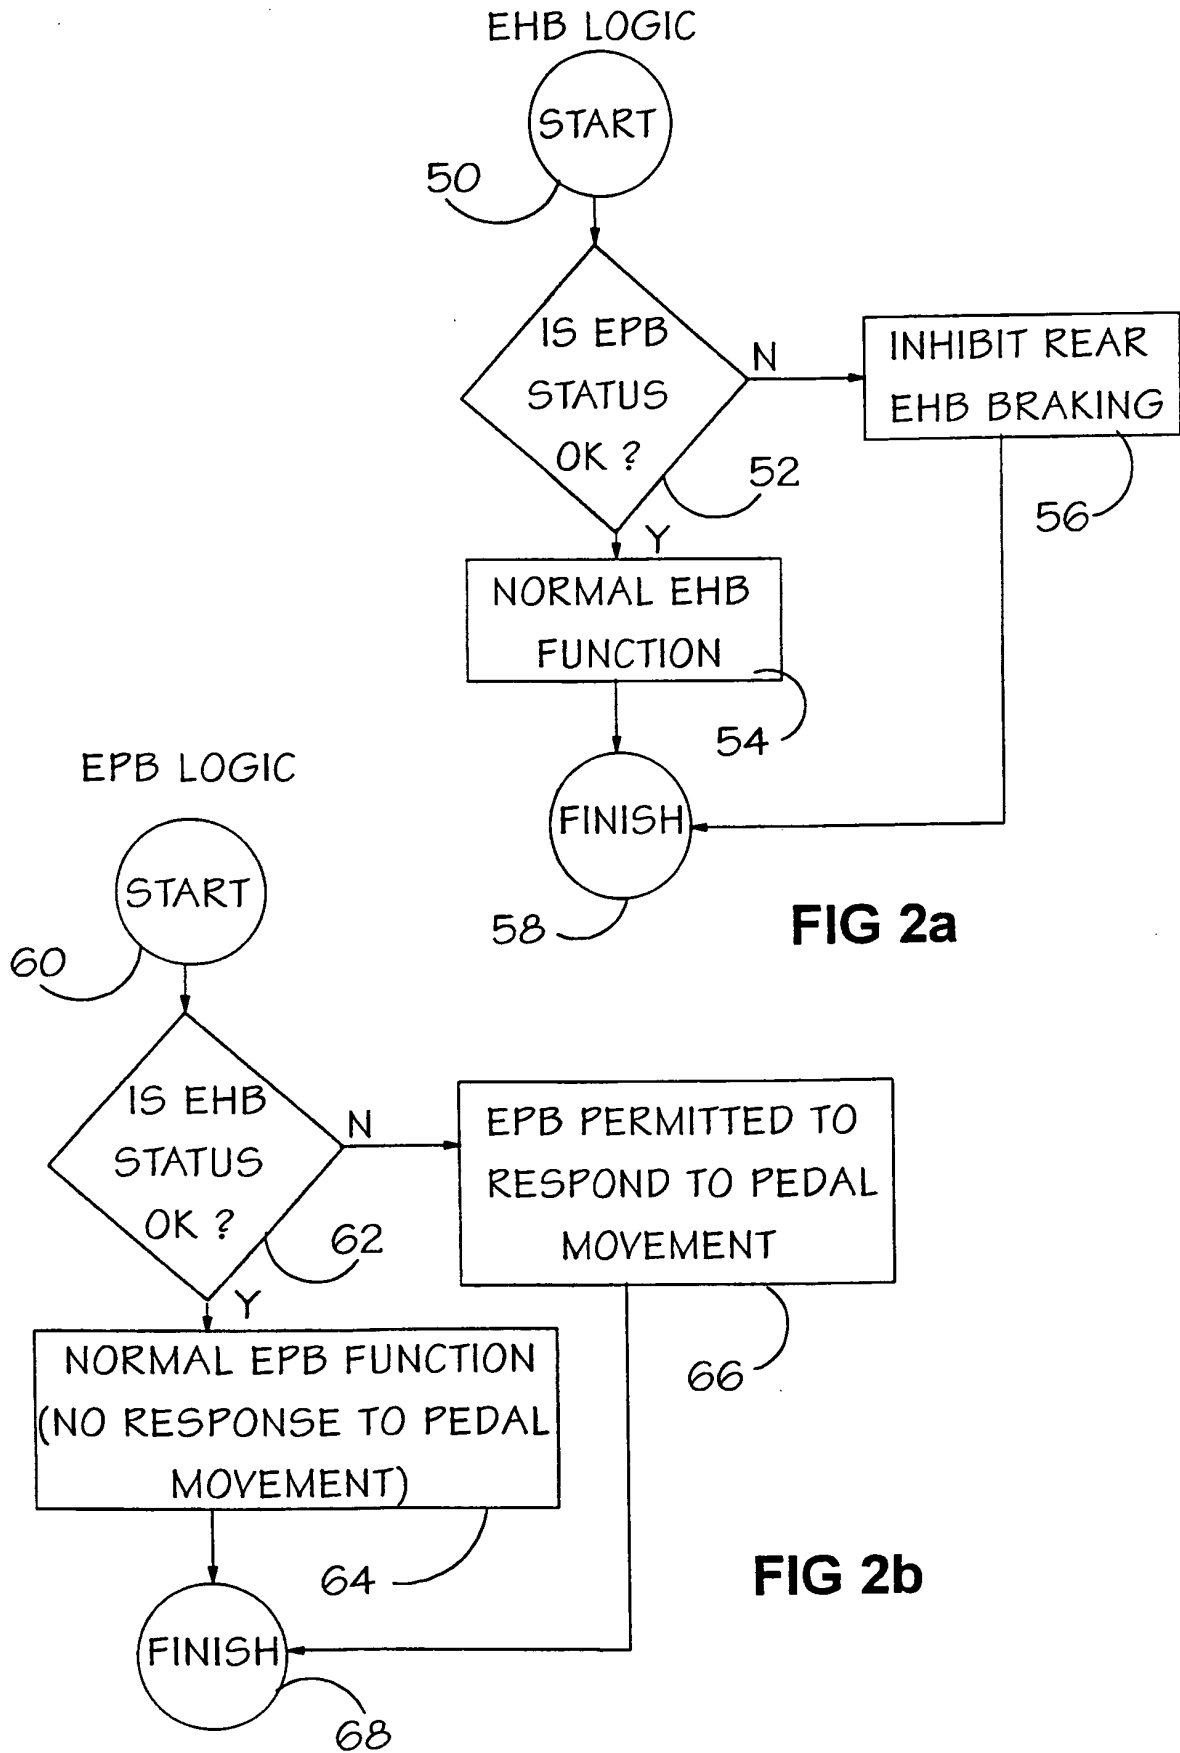 EHB LOGIC
START
50
IS EPB
STATUS
OK ?
N
INHIBIT REAR
EHB BRAKING
52
56
Y
NORMAL EHB
FUNCTION
54
FINISH
58
FIG 2a
EPB LOGIC
START
60
IS EHB
STATUS
OK ?
N
EPB PERMITTED TO
RESPOND TO PEDAL
MOVEMENT
62
66
Y
NORMAL EPB FUNCTION
(NO RESPONSE TO PEDAL
MOVEMENT)
64
FINISH
68
FIG 2b